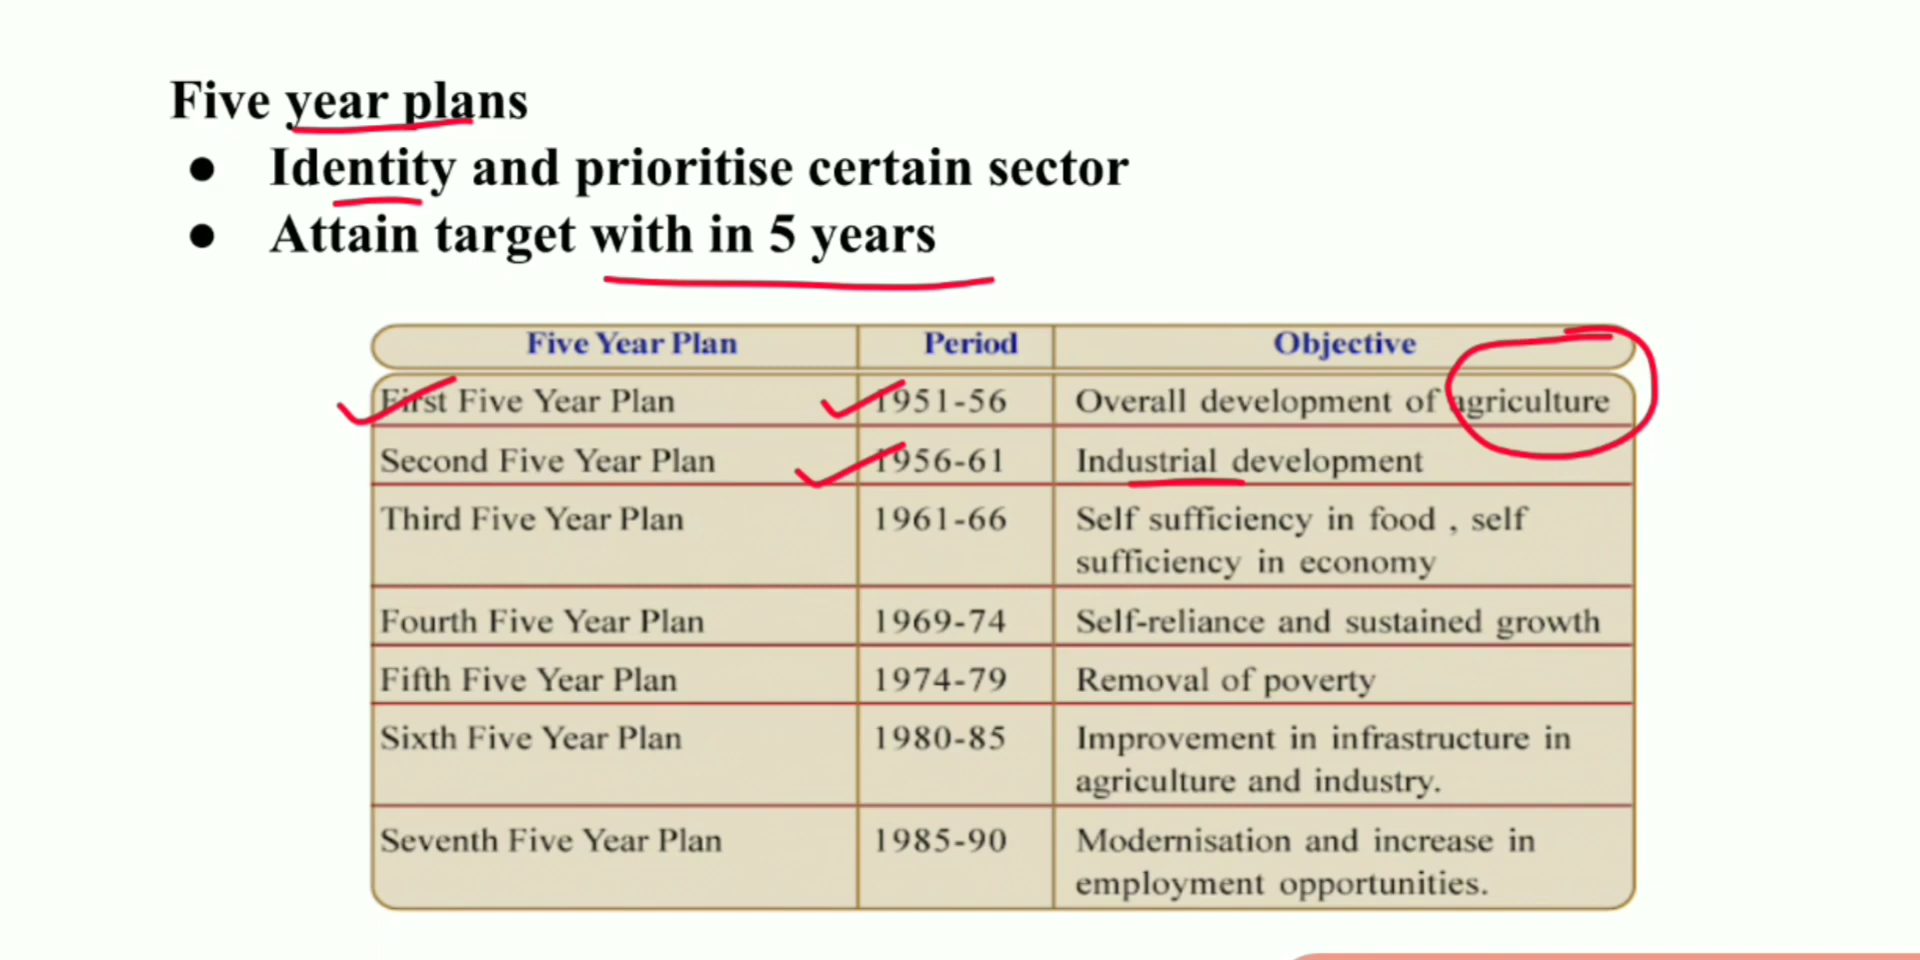 Five year plans
● Identity and prioritise certain sector
● Attain target with in 5 years
Five Year Plan Period Objective
First Five Year Plan 1951-56 Overall development of agriculture
Second Five Year Plan 1956-61 Industrial development
Third Five Year Plan 1961-66 Self sufficiency in food , self
sufficiency in economy
Fourth Five Year Plan 1969-74 Self-reliance and sustained growth
Fifth Five Year Plan 1974-79 Removal of poverty
Sixth Five Year Plan 1980-85 Improvement in infrastructure in
agriculture and industry.
Seventh Five Year Plan 1985-90 Modernisation and increase in
employment opportunities.